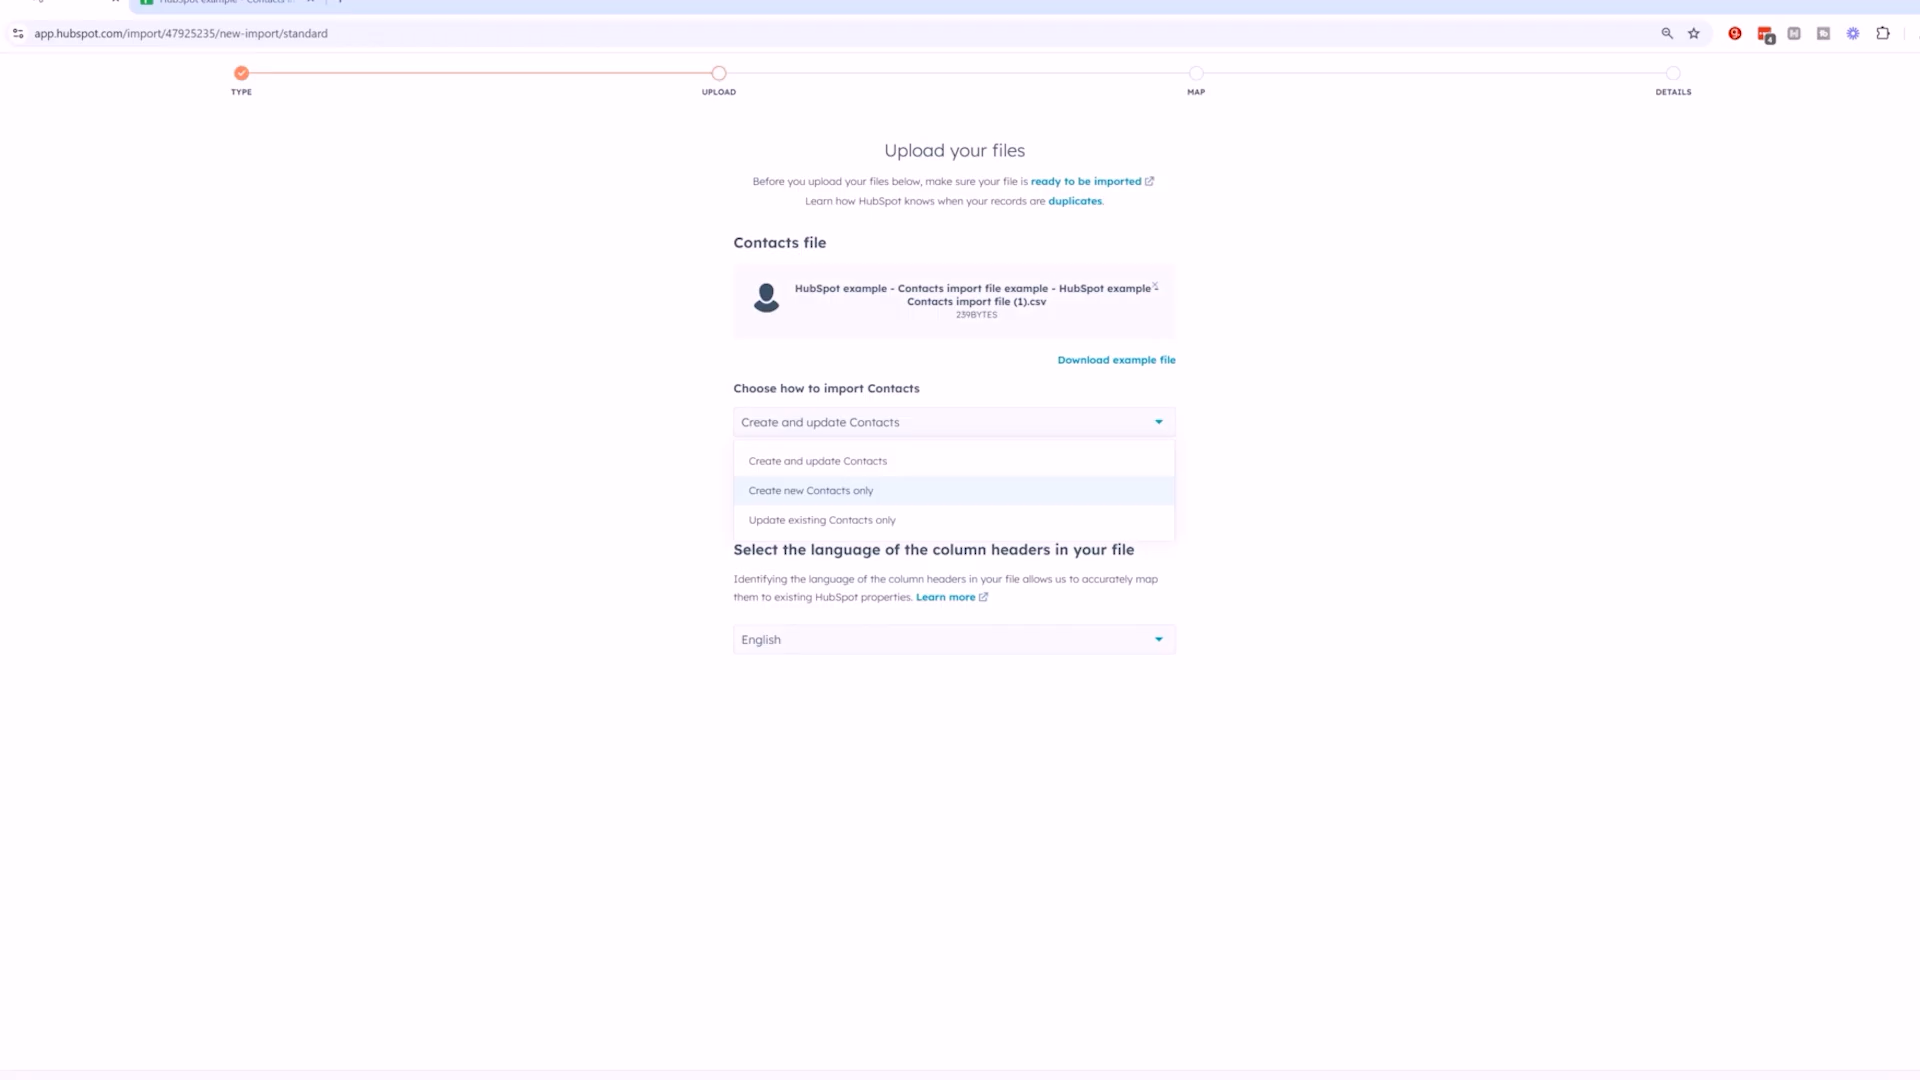 HubSpot example - Contacts i
app.hubspot.com/import/47925235/new-import/standard
4
TYPE
UPLOAD
MAP
DETAILS
Upload your files
Before you upload your files below, make sure your file is ready to be imported
Learn how HubSpot knows when your records are duplicates.
Contacts file
HubSpot example - Contacts import file example - HubSpot example -
Contacts import file (1).csv
239BYTES
Download example file
Choose how to import Contacts
Create and update Contacts
Create and update Contacts
Create new Contacts only
Update existing Contacts only
Select the language of the column headers in your file
Identifying the language of the column headers in your file allows us to accurately map
them to existing HubSpot properties. Learn more
English